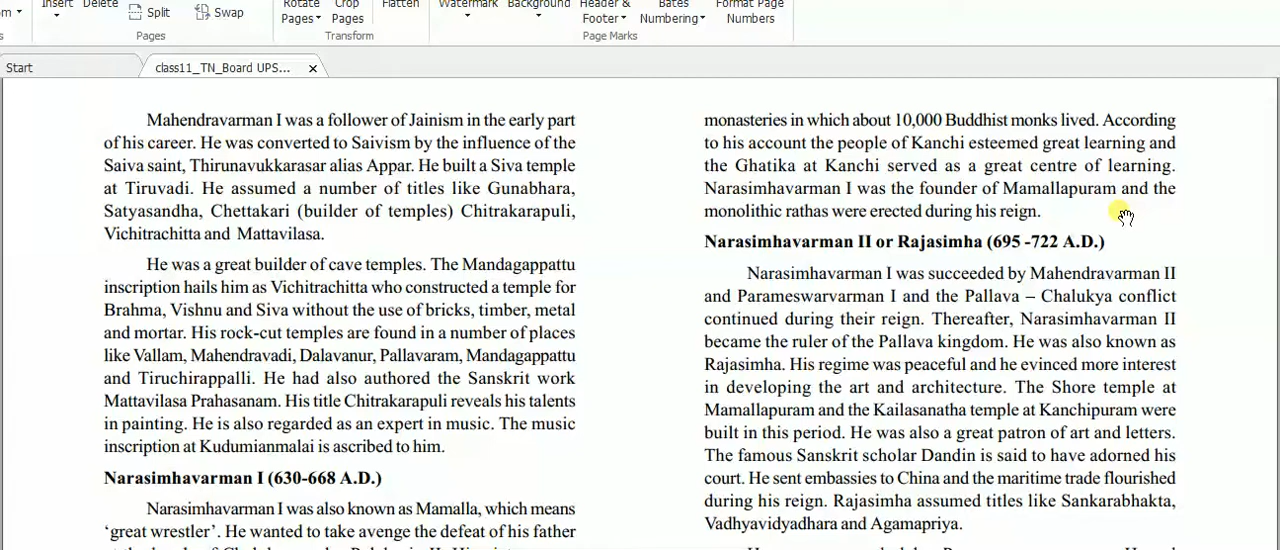 Insert
Delete
Split
Swap
Rotate
Pages
Crop
Pages
Flatten
Watermark
Background
Header &
Footer
Bates
Numbering
Format Page
Numbers
Pages
Transform
Page Marks
Start
class11_TN_Board UPS...
Mahendravarman I was a follower of Jainism in the early part
of his career. He was converted to Saivism by the influence of the
Saiva saint, Thirunavukkarasar alias Appar. He built a Siva temple
at Tiruvadi. He assumed a number of titles like Gunabhara,
Satyasandha, Chettakari (builder of temples) Chitrakarapuli,
Vichitrachitta and Mattavilasa.
He was a great builder of cave temples. The Mandagappattu
inscription hails him as Vichitrachitta who constructed a temple for
Brahma, Vishnu and Siva without the use of bricks, timber, metal
and mortar. His rock-cut temples are found in a number of places
like Vallam, Mahendravadi, Dalavanur, Pallavaram, Mandagappattu
and Tiruchirappalli. He had also authored the Sanskrit work
Mattavilasa Prahasanam. His title Chitrakarapuli reveals his talents
in painting. He is also regarded as an expert in music. The music
inscription at Kudumianmalai is ascribed to him.
Narasimhavarman I (630-668 A.D.)
Narasimhavarman I was also known as Mamalla, which means
‘great wrestler’. He wanted to take avenge the defeat of his father
monasteries in which about 10,000 Buddhist monks lived. According
to his account the people of Kanchi esteemed great learning and
the Ghatika at Kanchi served as a great centre of learning.
Narasimhavarman I was the founder of Mamallapuram and the
monolithic rathas were erected during his reign.
Narasimhavarman II or Rajasimha (695 -722 A.D.)
Narasimhavarman I was succeeded by Mahendravarman II
and Parameswarvarman I and the Pallava – Chalukya conflict
continued during their reign. Thereafter, Narasimhavarman II
became the ruler of the Pallava kingdom. He was also known as
Rajasimha. His regime was peaceful and he evinced more interest
in developing the art and architecture. The Shore temple at
Mamallapuram and the Kailasanatha temple at Kanchipuram were
built in this period. He was also a great patron of art and letters.
The famous Sanskrit scholar Dandin is said to have adorned his
court. He sent embassies to China and the maritime trade flourished
during his reign. Rajasimha assumed titles like Sankarabhakta,
Vadhyavidyadhara and Agamapriya.